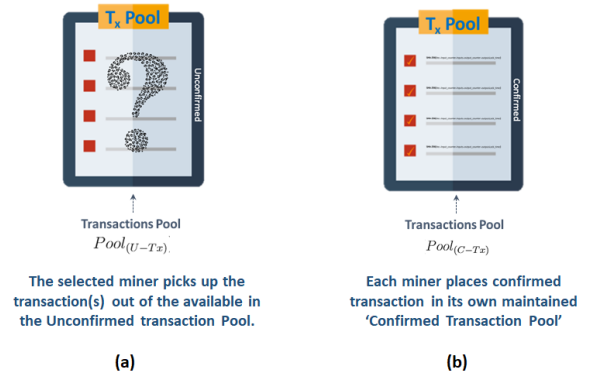 Tx Pool
Unconfirmed
Transactions Pool
Pool(U−Tx)
The selected miner picks up the
transaction(s) out of the available in
the Unconfirmed transaction Pool.
(a)
Tx Pool
Confirmed
Transactions Pool
Pool(C−Tx)
Each miner places confirmed
transaction in its own maintained
‘Confirmed Transaction Pool’
(b)